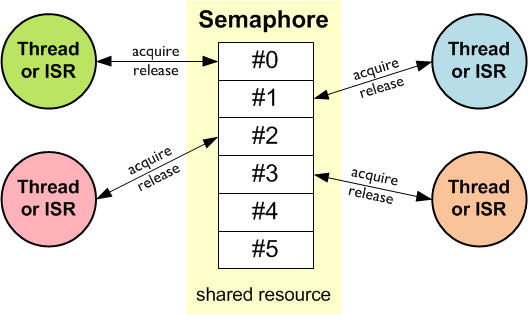 Semaphore
Thread
or ISR
acquire
release
#0
#1
#2
#3
#4
#5
acquire
release
Thread
or ISR
Thread
or ISR
acquire
release
acquire
release
Thread
or ISR
shared resource